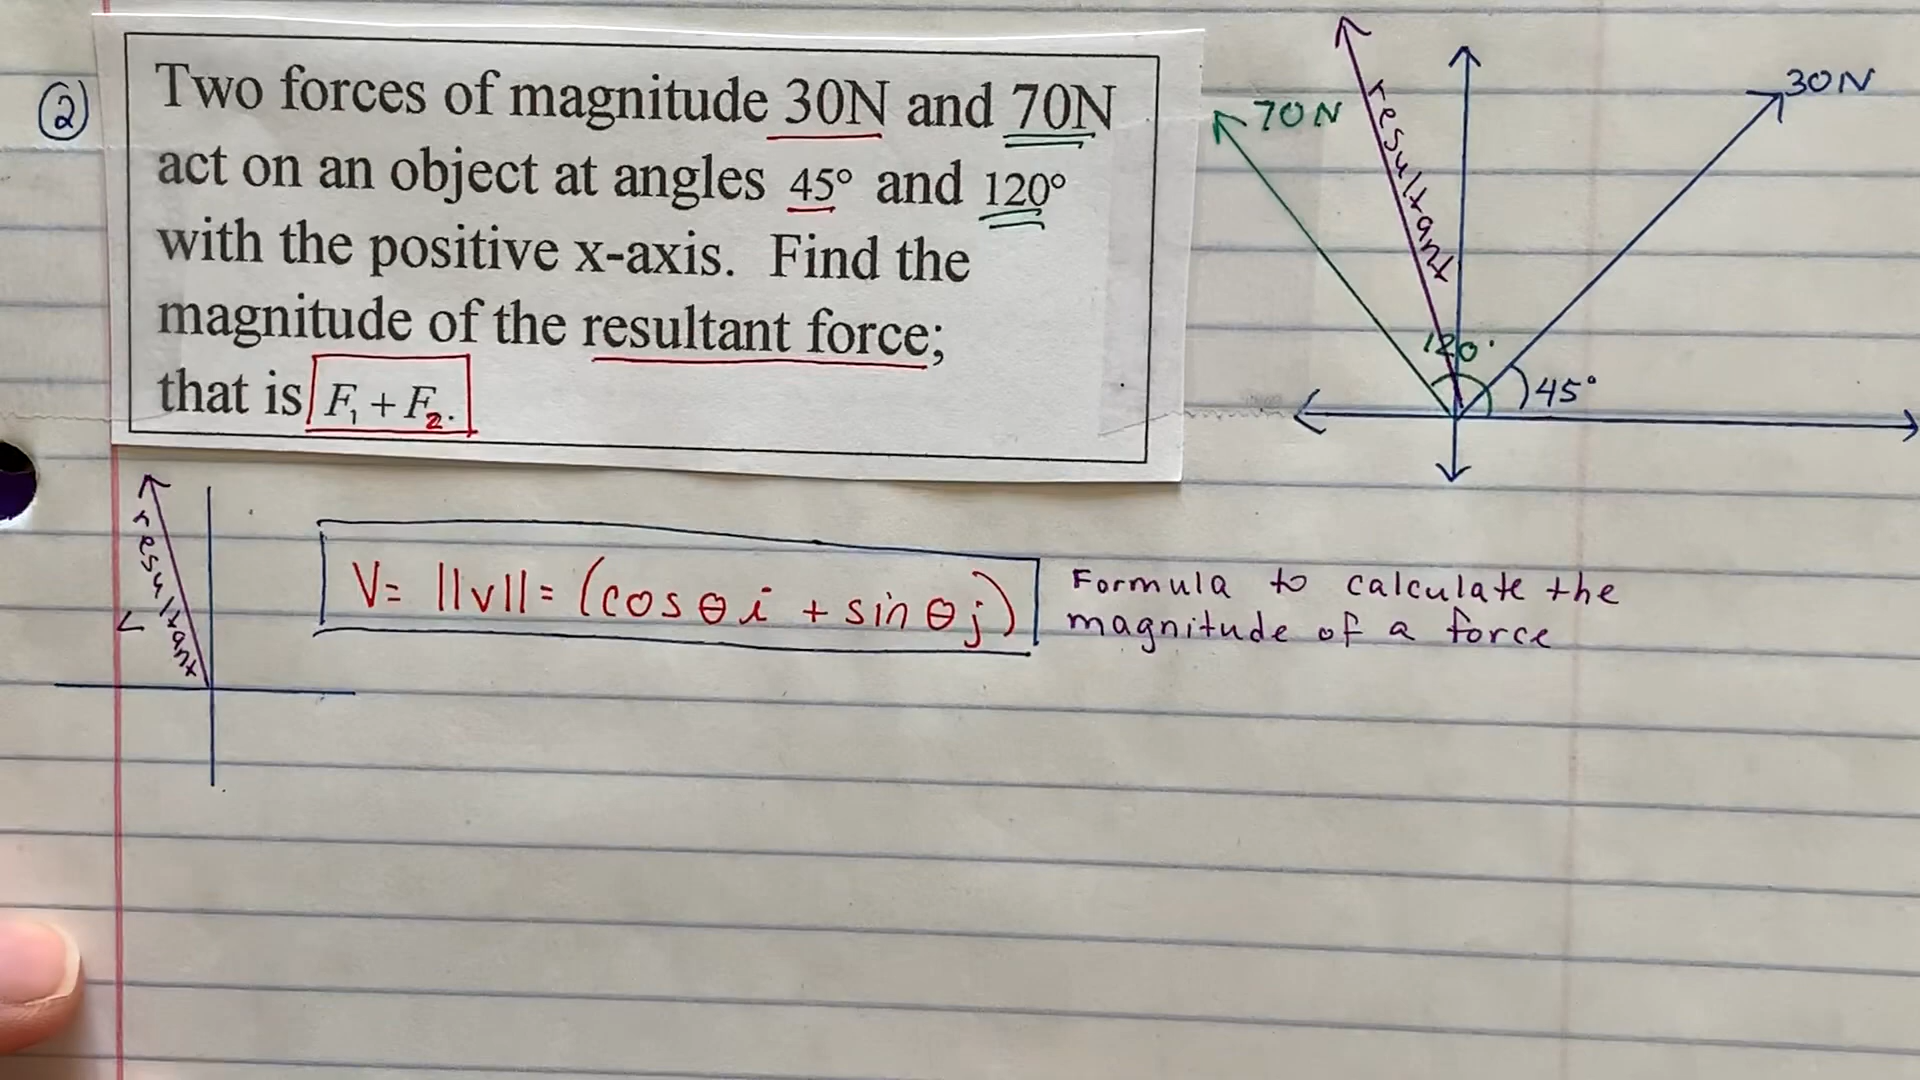 ②
Two forces of magnitude 30N and 70N
act on an object at angles 45° and 120°
with the positive x-axis. Find the
magnitude of the resultant force;
that is F₁ + F₂.
70N
resultant
30N
120°
45°
resultant
V= ||v|| = (cosθi + sinθj)
Formula to calculate the
magnitude of a force